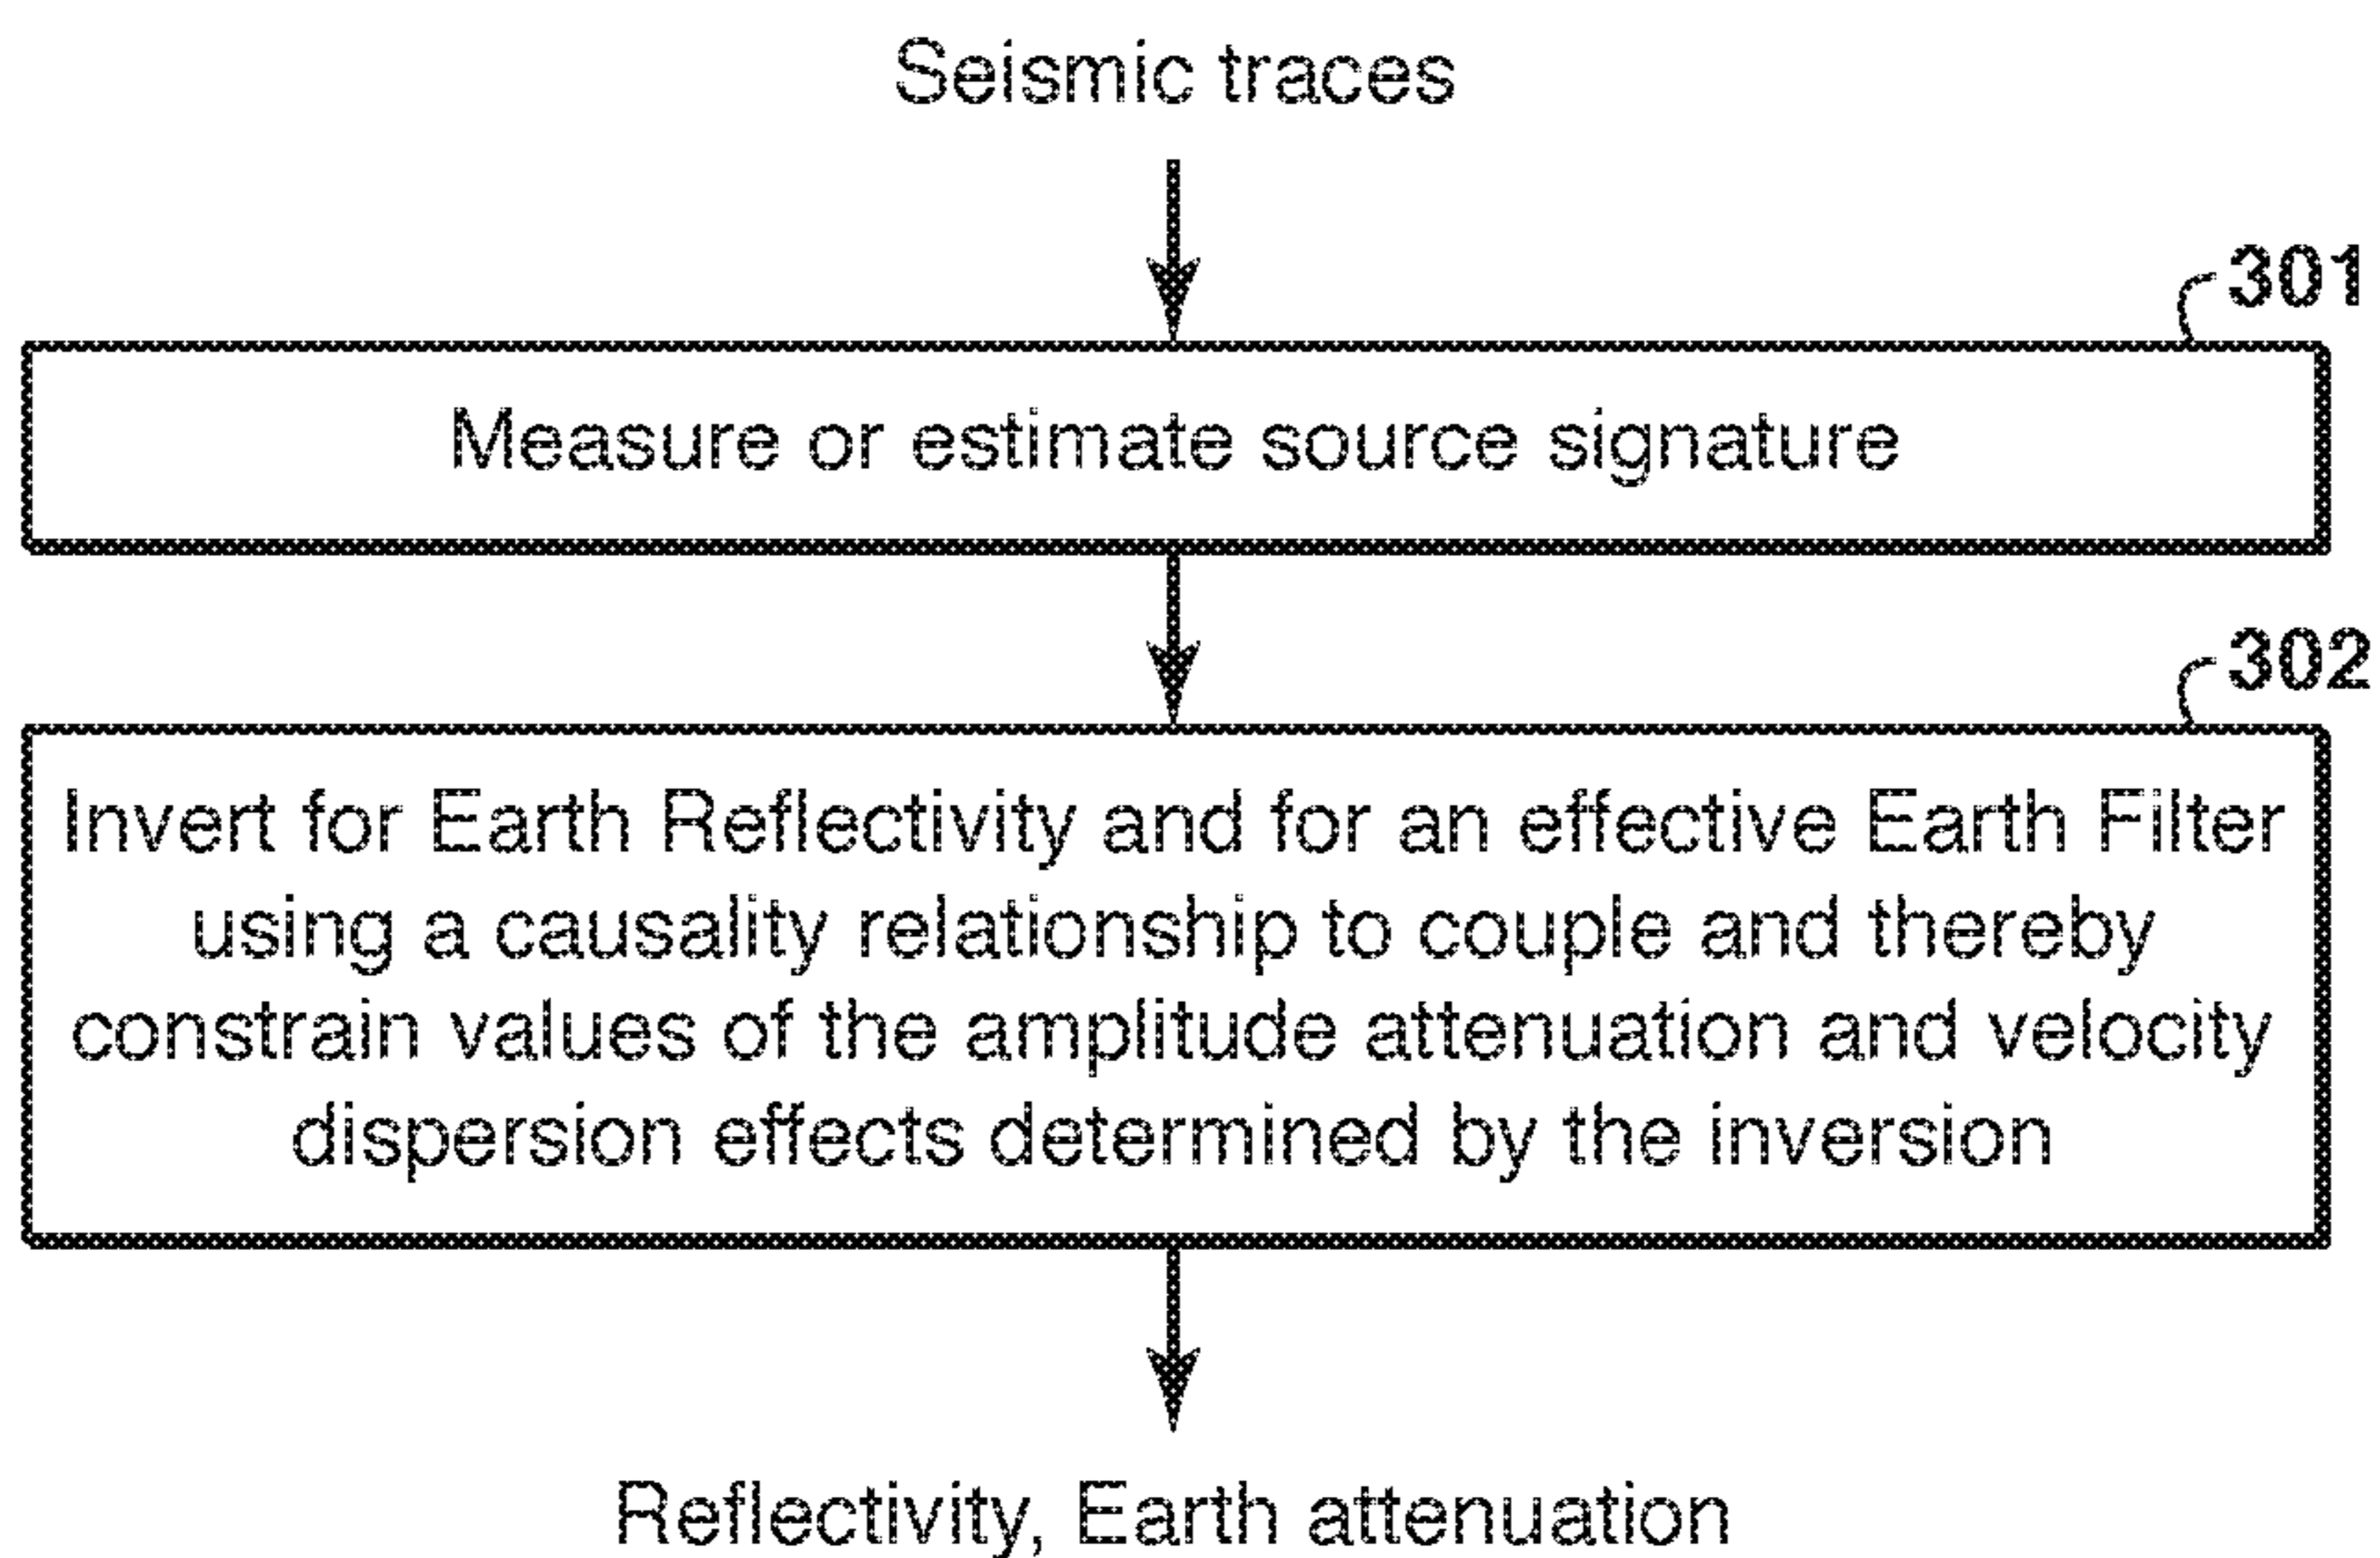 Seismic traces
301
Measure or estimate source signature
302
Invert for Earth Reflectivity and for an effective Earth Filter
using a causality relationship to couple and thereby
constrain values of the amplitude attenuation and velocity
dispersion effects determined by the inversion
Reflectivity, Earth attenuation